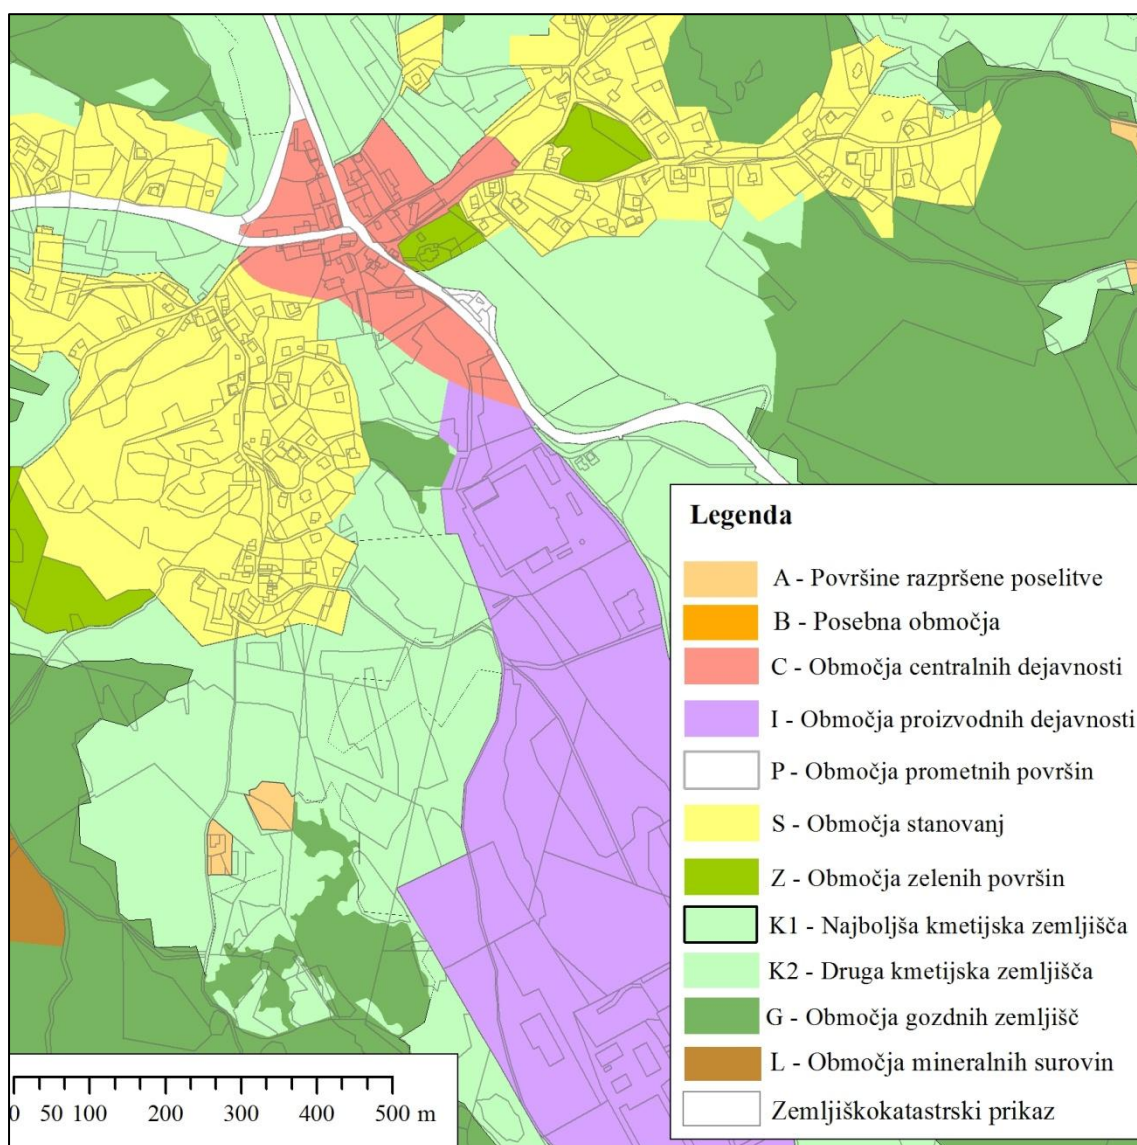 Legenda
A - Površine razpršene poselitve
B - Posebna območja
C - Območja centralnih dejavnosti
I - Območja proizvodnih dejavnosti
P - Območja prometnih površin
S - Območja stanovanj
Z - Območja zelenih površin
K1 - Najboljša kmetijska zemljišča
K2 - Druga kmetijska zemljišča
G - Območja gozdnih zemljišč
L - Območja mineralnih surovin
Zemljiškokatastrski prikaz
0 50 100 200 300 400 500 m